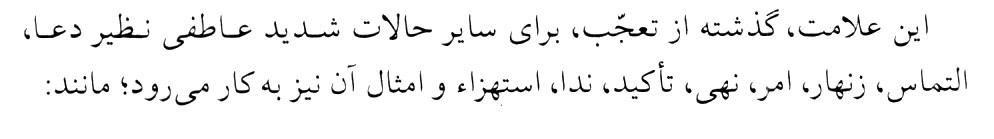 این علامت، گذشته از تعجّب، برای سایر حالات شدید عاطفی نظیر دعا،
التماس، زنهار، امر، نهی، تأکید، ندا، استهزاء و امثال آن نیز به کار می‌رود؛ مانند: